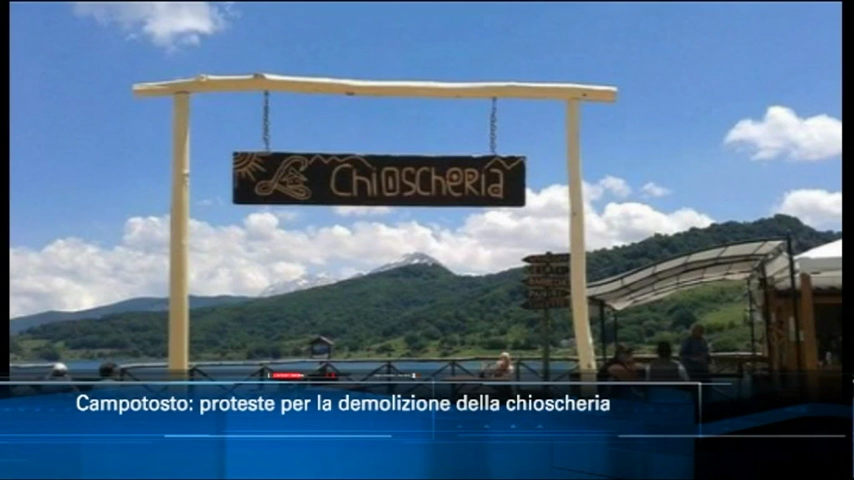 La Chioscheria
Campotosto: proteste per la demolizione della chioscheria